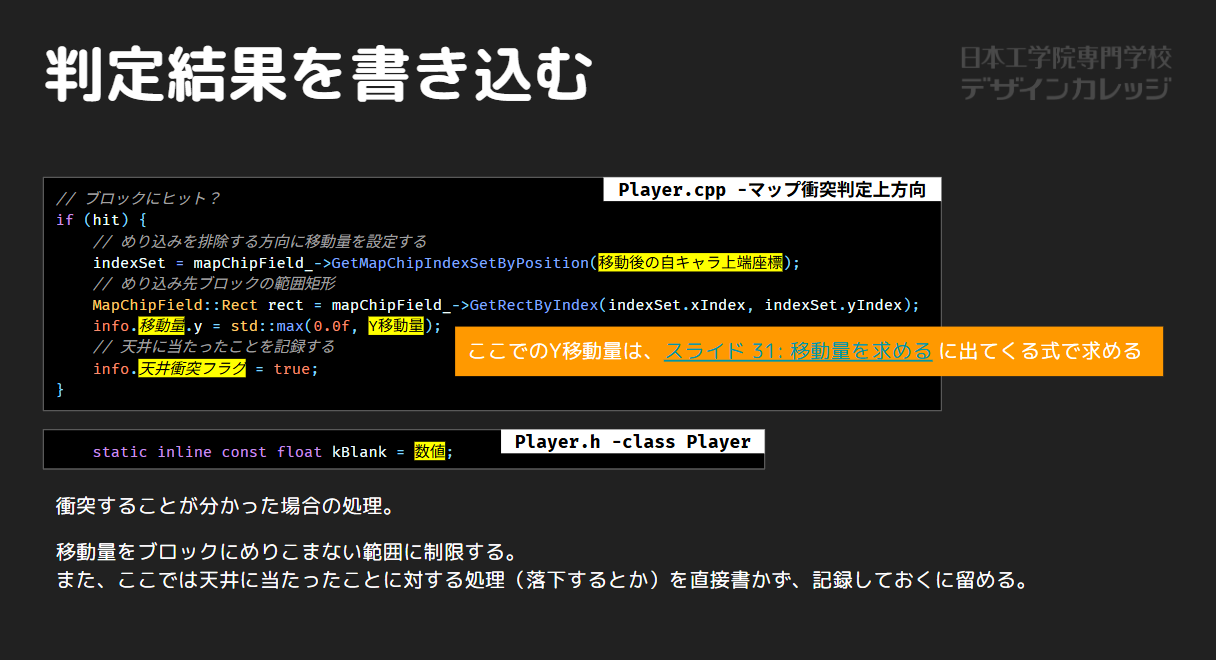 判定結果を書き込む
日本工学院専門学校
デザインカレッジ
Player.cpp -マップ衝突判定上方向
// ブロックにヒット？
if (hit) {
// めり込みを排除する方向に移動量を設定する
indexSet = mapChipField_->GetMapChipIndexSetByPosition(移動後の自キャラ上端座標);
// めり込み先ブロックの範囲矩形
MapChipField::Rect rect = mapChipField_->GetRectByIndex(indexSet.xIndex, indexSet.yIndex);
info.移動量.y = std::max(0.0f, Y移動量);
// 天井に当たったことを記録する
info.天井衝突フラグ = true;
}
ここでのY移動量は、スライド 31: 移動量を求める に出てくる式で求める
Player.h -class Player
static inline const float kBlank = 数値;
衝突することが分かった場合の処理。
移動量をブロックにめりこまない範囲に制限する。
また、ここでは天井に当たったことに対する処理（落下するとか）を直接書かず、記録しておくに留める。